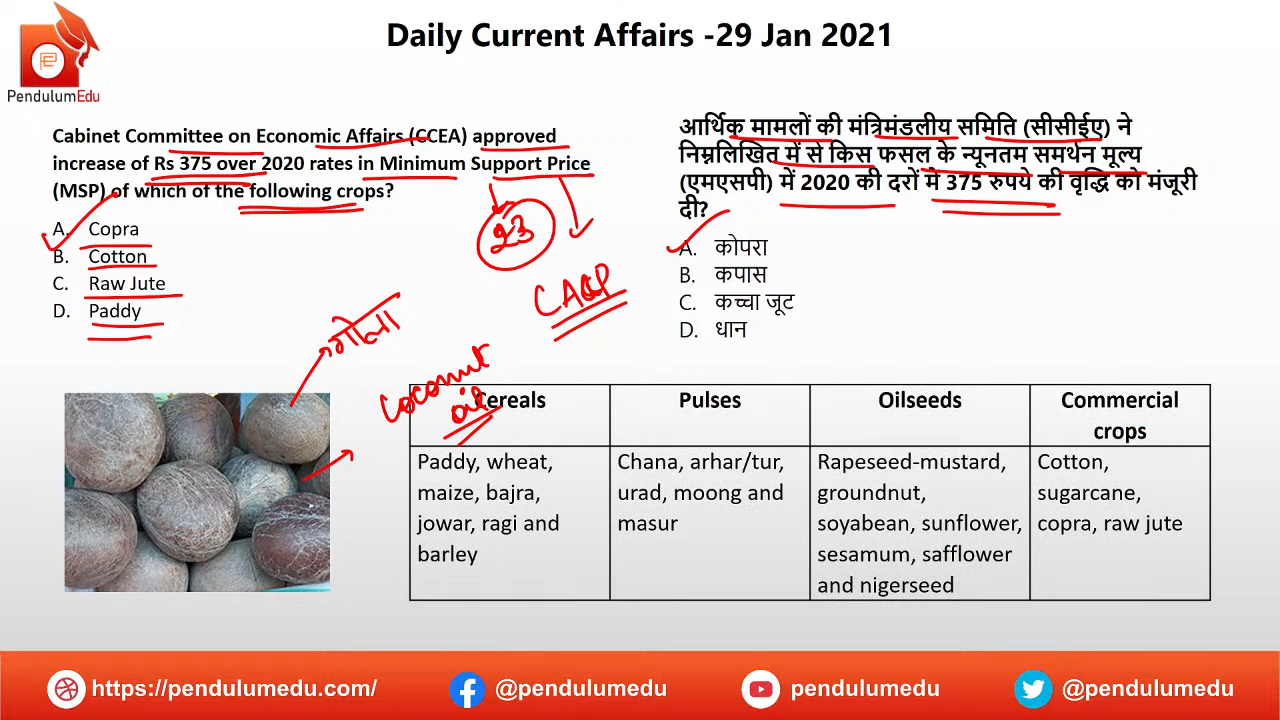 Daily Current Affairs -29 Jan 2021
PendulumEdu
Cabinet Committee on Economic Affairs (CCEA) approved
increase of Rs 375 over 2020 rates in Minimum Support Price
(MSP) of which of the following crops?
A. Copra
B. Cotton
C. Raw Jute
D. Paddy
23
CACP
आर्थिक मामलों की मंत्रिमंडलीय समिति (सीसीईए) ने
निम्नलिखित में से किस फसल के न्यूनतम समर्थन मूल्य
(एमएसपी) में 2020 की दरों में 375 रुपये की वृद्धि को मंजूरी
दी?
A. कोपरा
B. कपास
C. कच्चा जूट
D. धान
गोला
Coconut
oil
Cereals Pulses Oilseeds Commercial
crops
Paddy, wheat,
maize, bajra,
jowar, ragi and
barley
Chana, arhar/tur,
urad, moong and
masur
Rapeseed-mustard,
groundnut,
soyabean, sunflower,
sesamum, safflower
and nigerseed
Cotton,
sugarcane,
copra, raw jute
https://pendulumedu.com/
@pendulumedu
pendulumedu
@pendulumedu